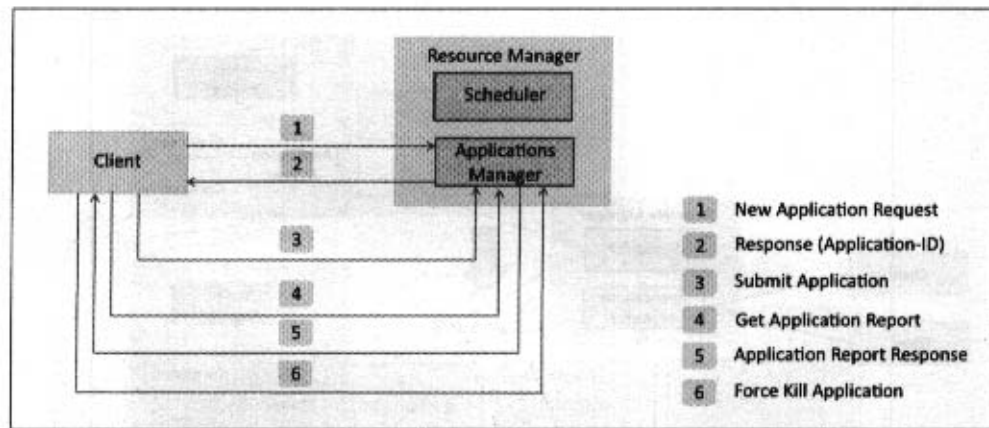 Resource Manager
Scheduler
Applications
Manager
Client
1
2
3
4
5
6
1 New Application Request
2 Response (Application-ID)
3 Submit Application
4 Get Application Report
5 Application Report Response
6 Force Kill Application